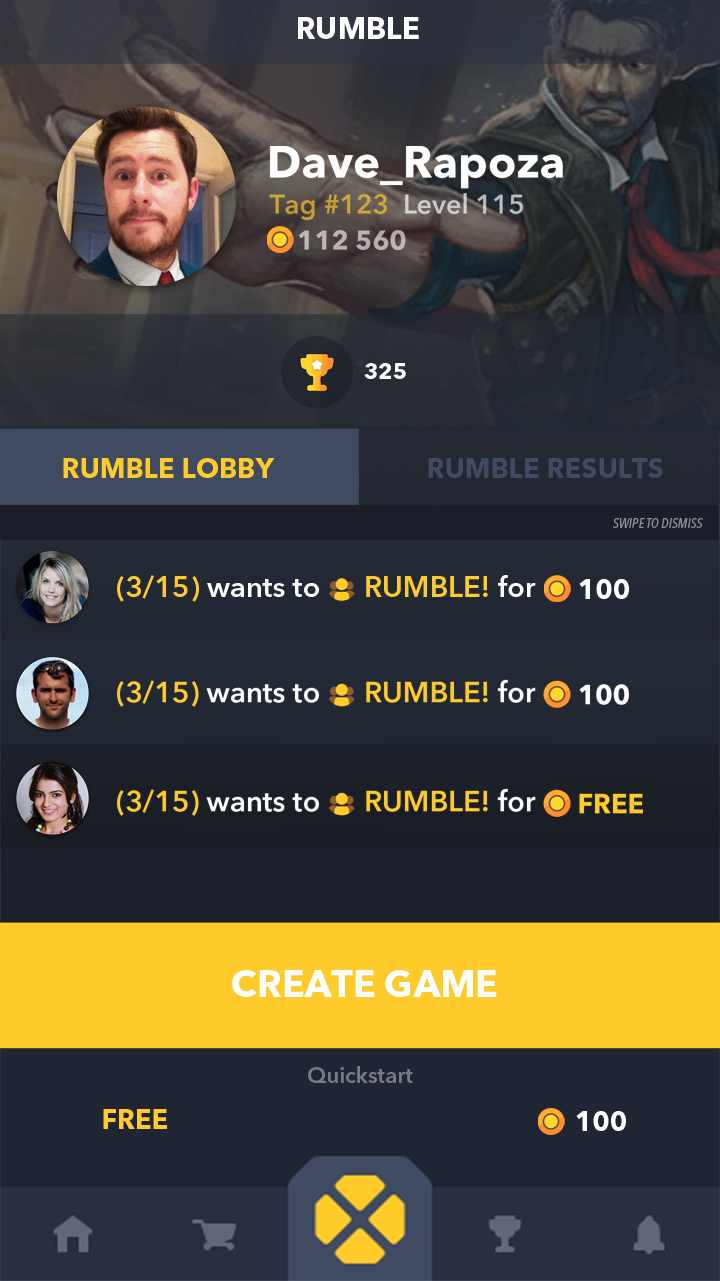 RUMBLE
Dave_Rapoza
Tag #123 Level 115
112 560
325
RUMBLE LOBBY
RUMBLE RESULTS
SWIPE TO DISMISS
(3/15) wants to RUMBLE! for 100
(3/15) wants to RUMBLE! for 100
(3/15) wants to RUMBLE! for FREE
CREATE GAME
Quickstart
FREE
100